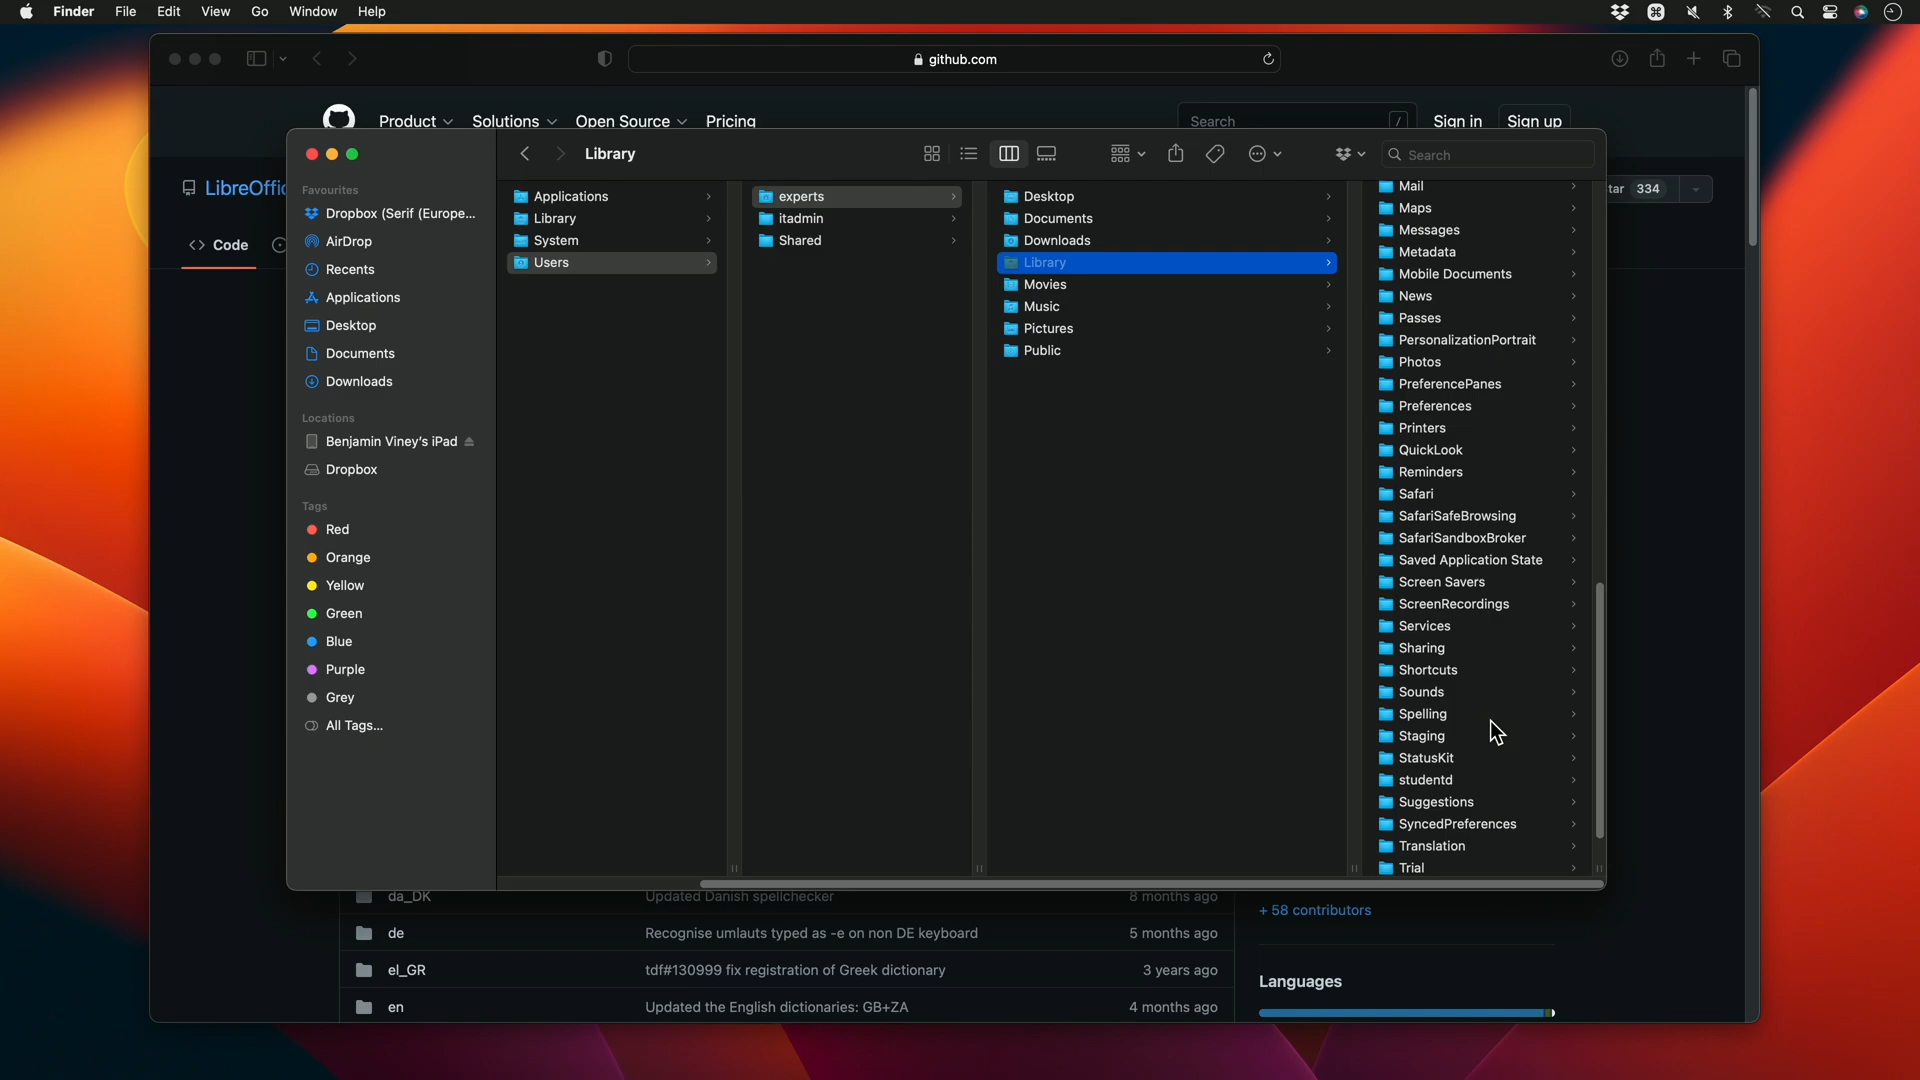 Finder File Edit View Go Window Help
github.com
Product Solutions Open Source Pricing
Search /
Sign in Sign up
LibreOffic
tar 334
Code
Library
Search
Favourites
Dropbox (Serif (Europe...
AirDrop
Recents
Applications
Desktop
Documents
Downloads
Locations
Benjamin Viney's iPad
Dropbox
Tags
Red
Orange
Yellow
Green
Blue
Purple
Grey
All Tags...
Applications
Library
System
Users
experts
itadmin
Shared
Desktop
Documents
Downloads
Library
Movies
Music
Pictures
Public
Mail
Maps
Messages
Metadata
Mobile Documents
News
Passes
PersonalizationPortrait
Photos
PreferencePanes
Preferences
Printers
QuickLook
Reminders
Safari
SafariSafeBrowsing
SafariSandboxBroker
Saved Application State
Screen Savers
ScreenRecordings
Services
Sharing
Shortcuts
Sounds
Spelling
Staging
StatusKit
studentd
Suggestions
SyncedPreferences
Translation
Trial
da_DK Updated Danish spellchecker 8 months ago
de Recognise umlauts typed as -e on non DE keyboard 5 months ago
el_GR tdf#130999 fix registration of Greek dictionary 3 years ago
en Updated the English dictionaries: GB+ZA 4 months ago
+ 58 contributors
Languages